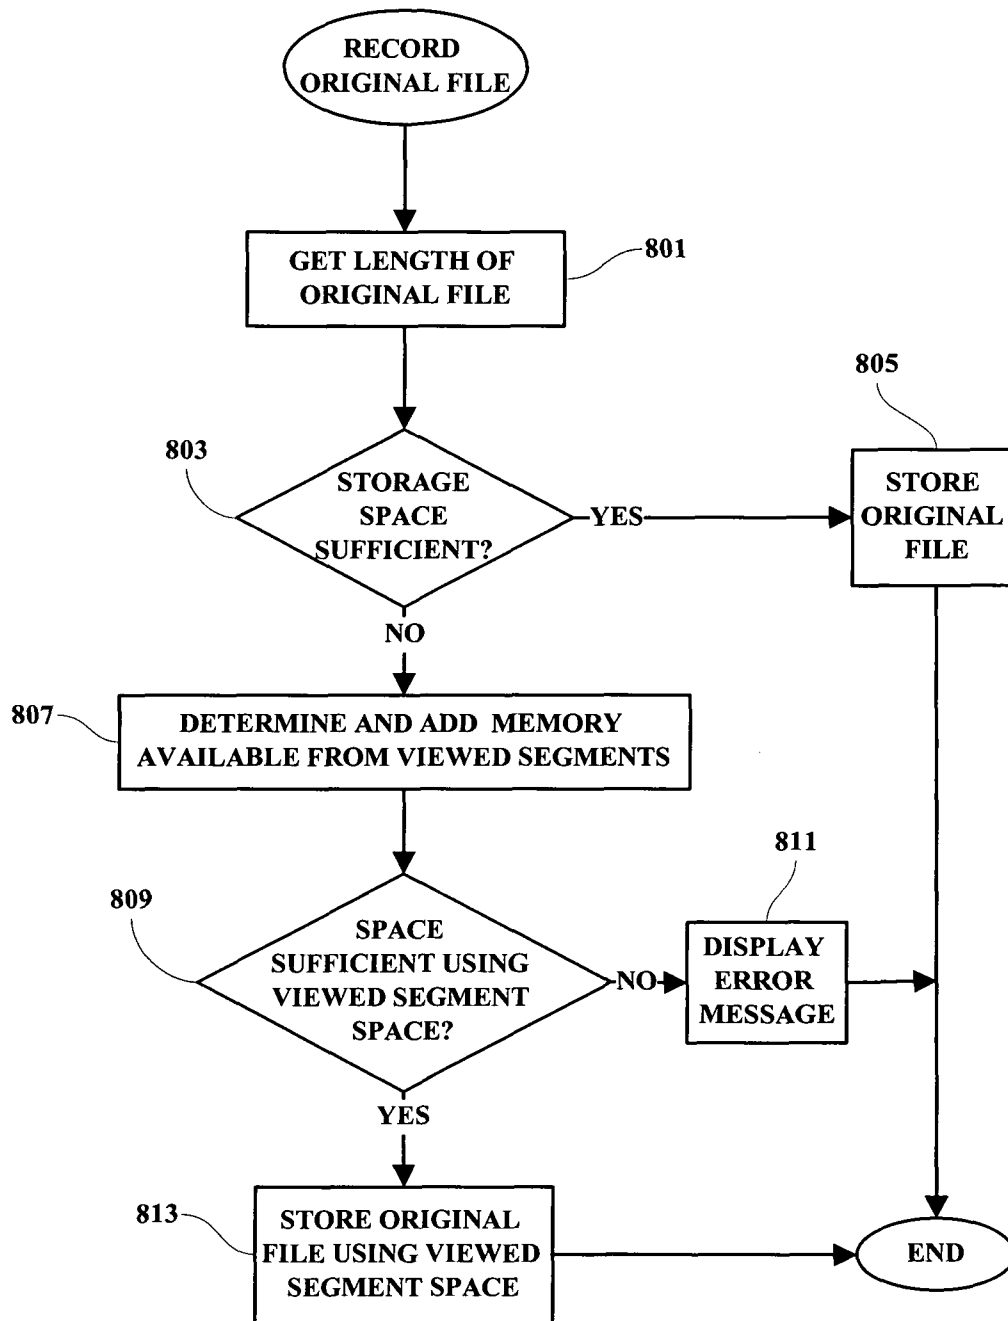 RECORD
ORIGINAL FILE
GET LENGTH OF
ORIGINAL FILE
801
803
STORAGE
SPACE
SUFFICIENT?
YES
805
STORE
ORIGINAL
FILE
NO
807
DETERMINE AND ADD MEMORY
AVAILABLE FROM VIEWED SEGMENTS
809
SPACE
SUFFICIENT USING
VIEWED SEGMENT
SPACE?
NO
811
DISPLAY
ERROR
MESSAGE
YES
813
STORE ORIGINAL
FILE USING VIEWED
SEGMENT SPACE
END